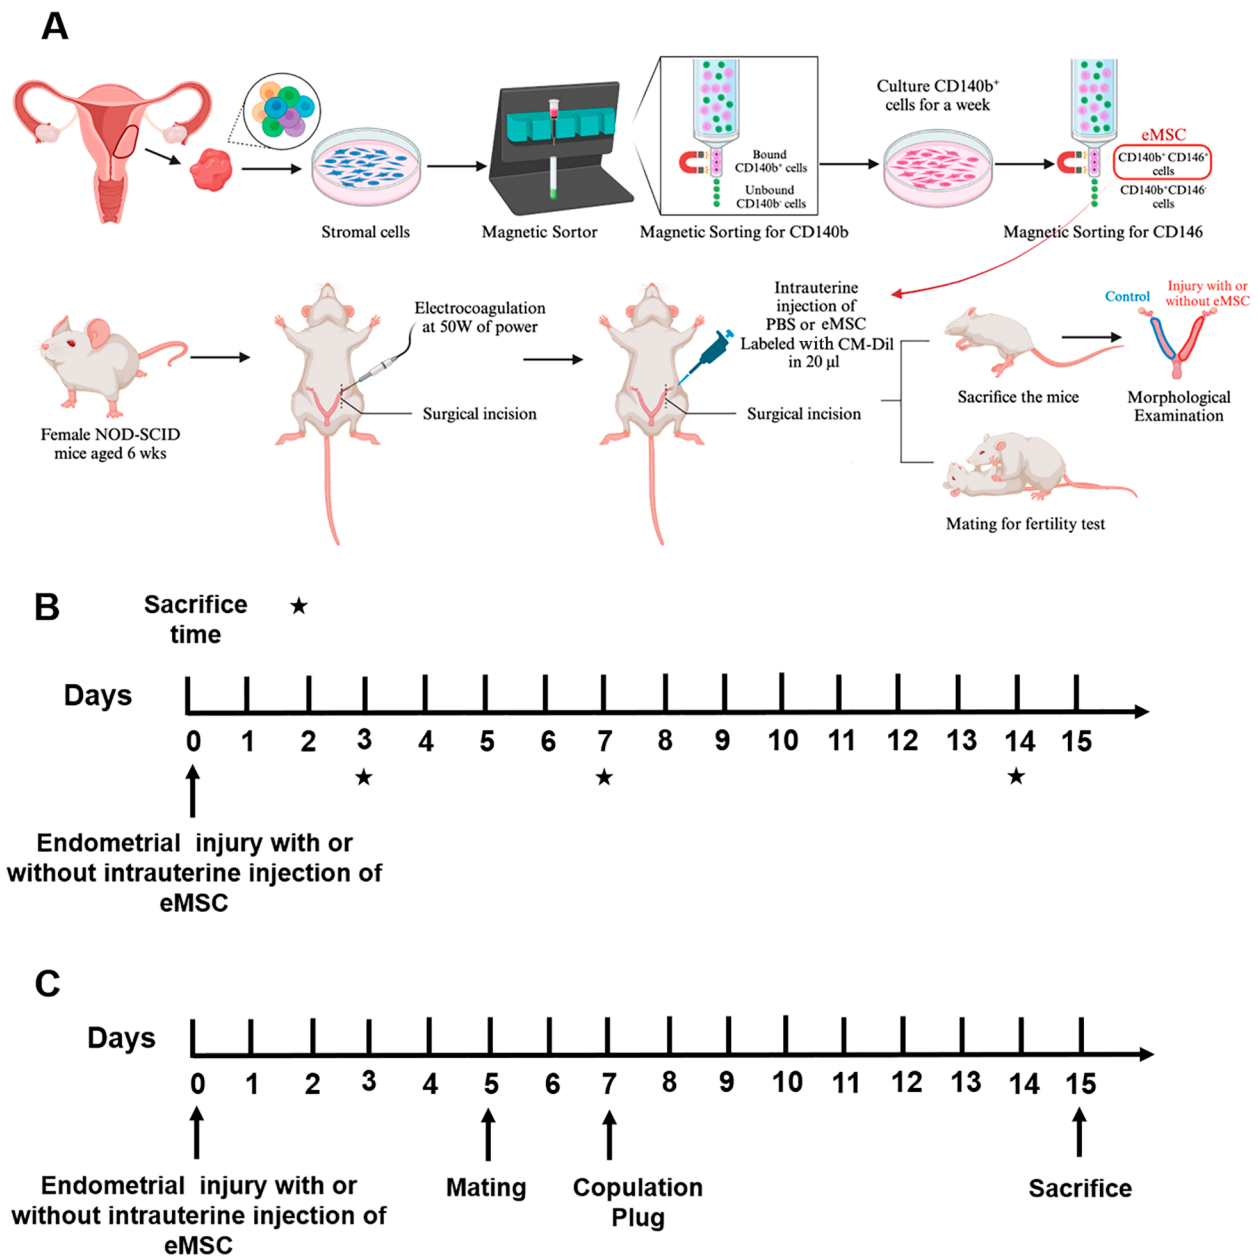 A
Culture CD140b⁺
cells for a week
eMSC
CD140b⁺CD146⁺
cells
CD140b⁺CD146⁻
cells
Bound
CD140b⁺ cells
Unbound
CD140b⁻ cells
Stromal cells
Magnetic Sortor
Magnetic Sorting for CD140b
Magnetic Sorting for CD146
Female NOD-SCID
mice aged 6 wks
Electrocoagulation
at 50W of power
Surgical incision
Intrauterine
injection of
PBS or eMSC
Labeled with CM-Dil
in 20 µl
Surgical incision
Sacrifice the mice
Control
Injury with or
without eMSC
Morphological
Examination
Mating for fertility test
B
Sacrifice ★
time
Days
0 1 2 3 4 5 6 7 8 9 10 11 12 13 14 15
★ ★ ★
Endometrial injury with or
without intrauterine injection of
eMSC
C
Days
0 1 2 3 4 5 6 7 8 9 10 11 12 13 14 15
Endometrial injury with or
without intrauterine injection of
eMSC
Mating
Copulation
Plug
Sacrifice